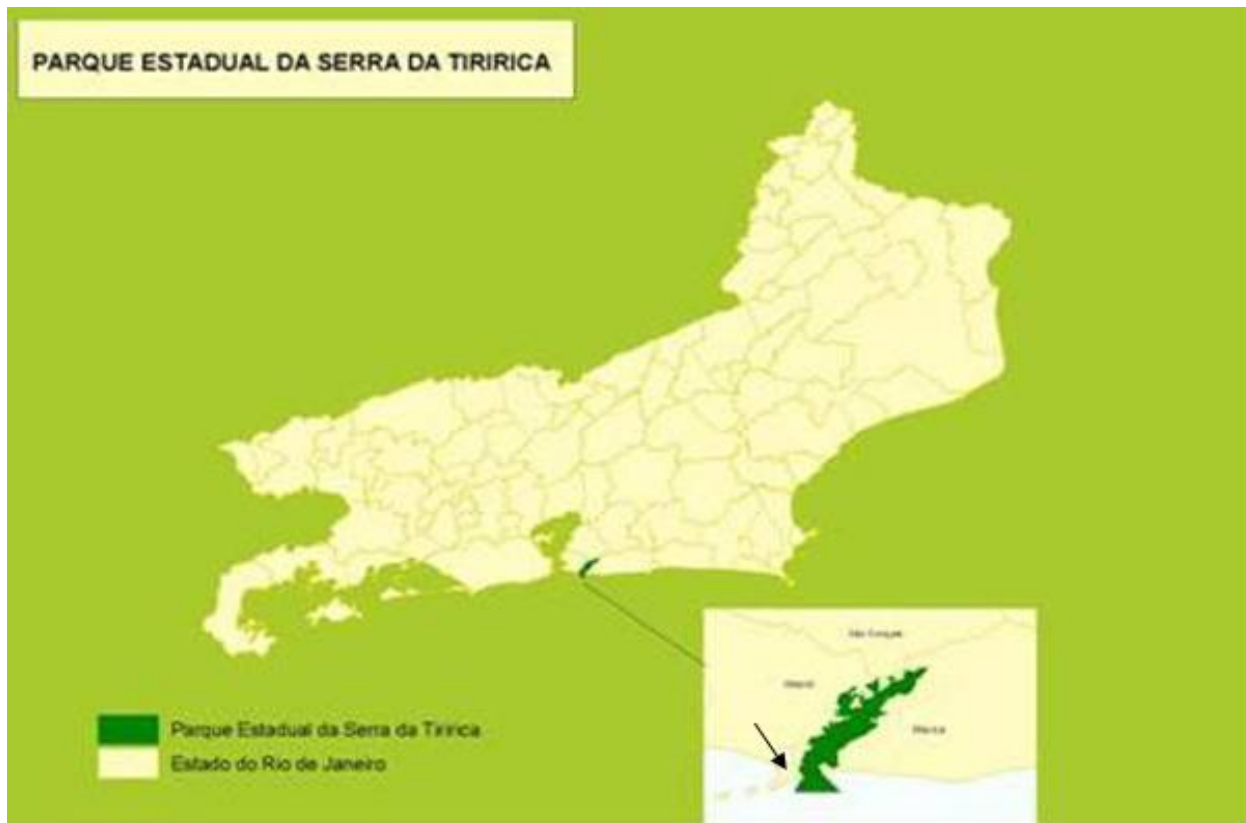 PARQUE ESTADUAL DA SERRA DA TIRIRICA
São Gonçalo
Niterói
Maricá
Parque Estadual da Serra da Tiririca
Estado do Rio de Janeiro